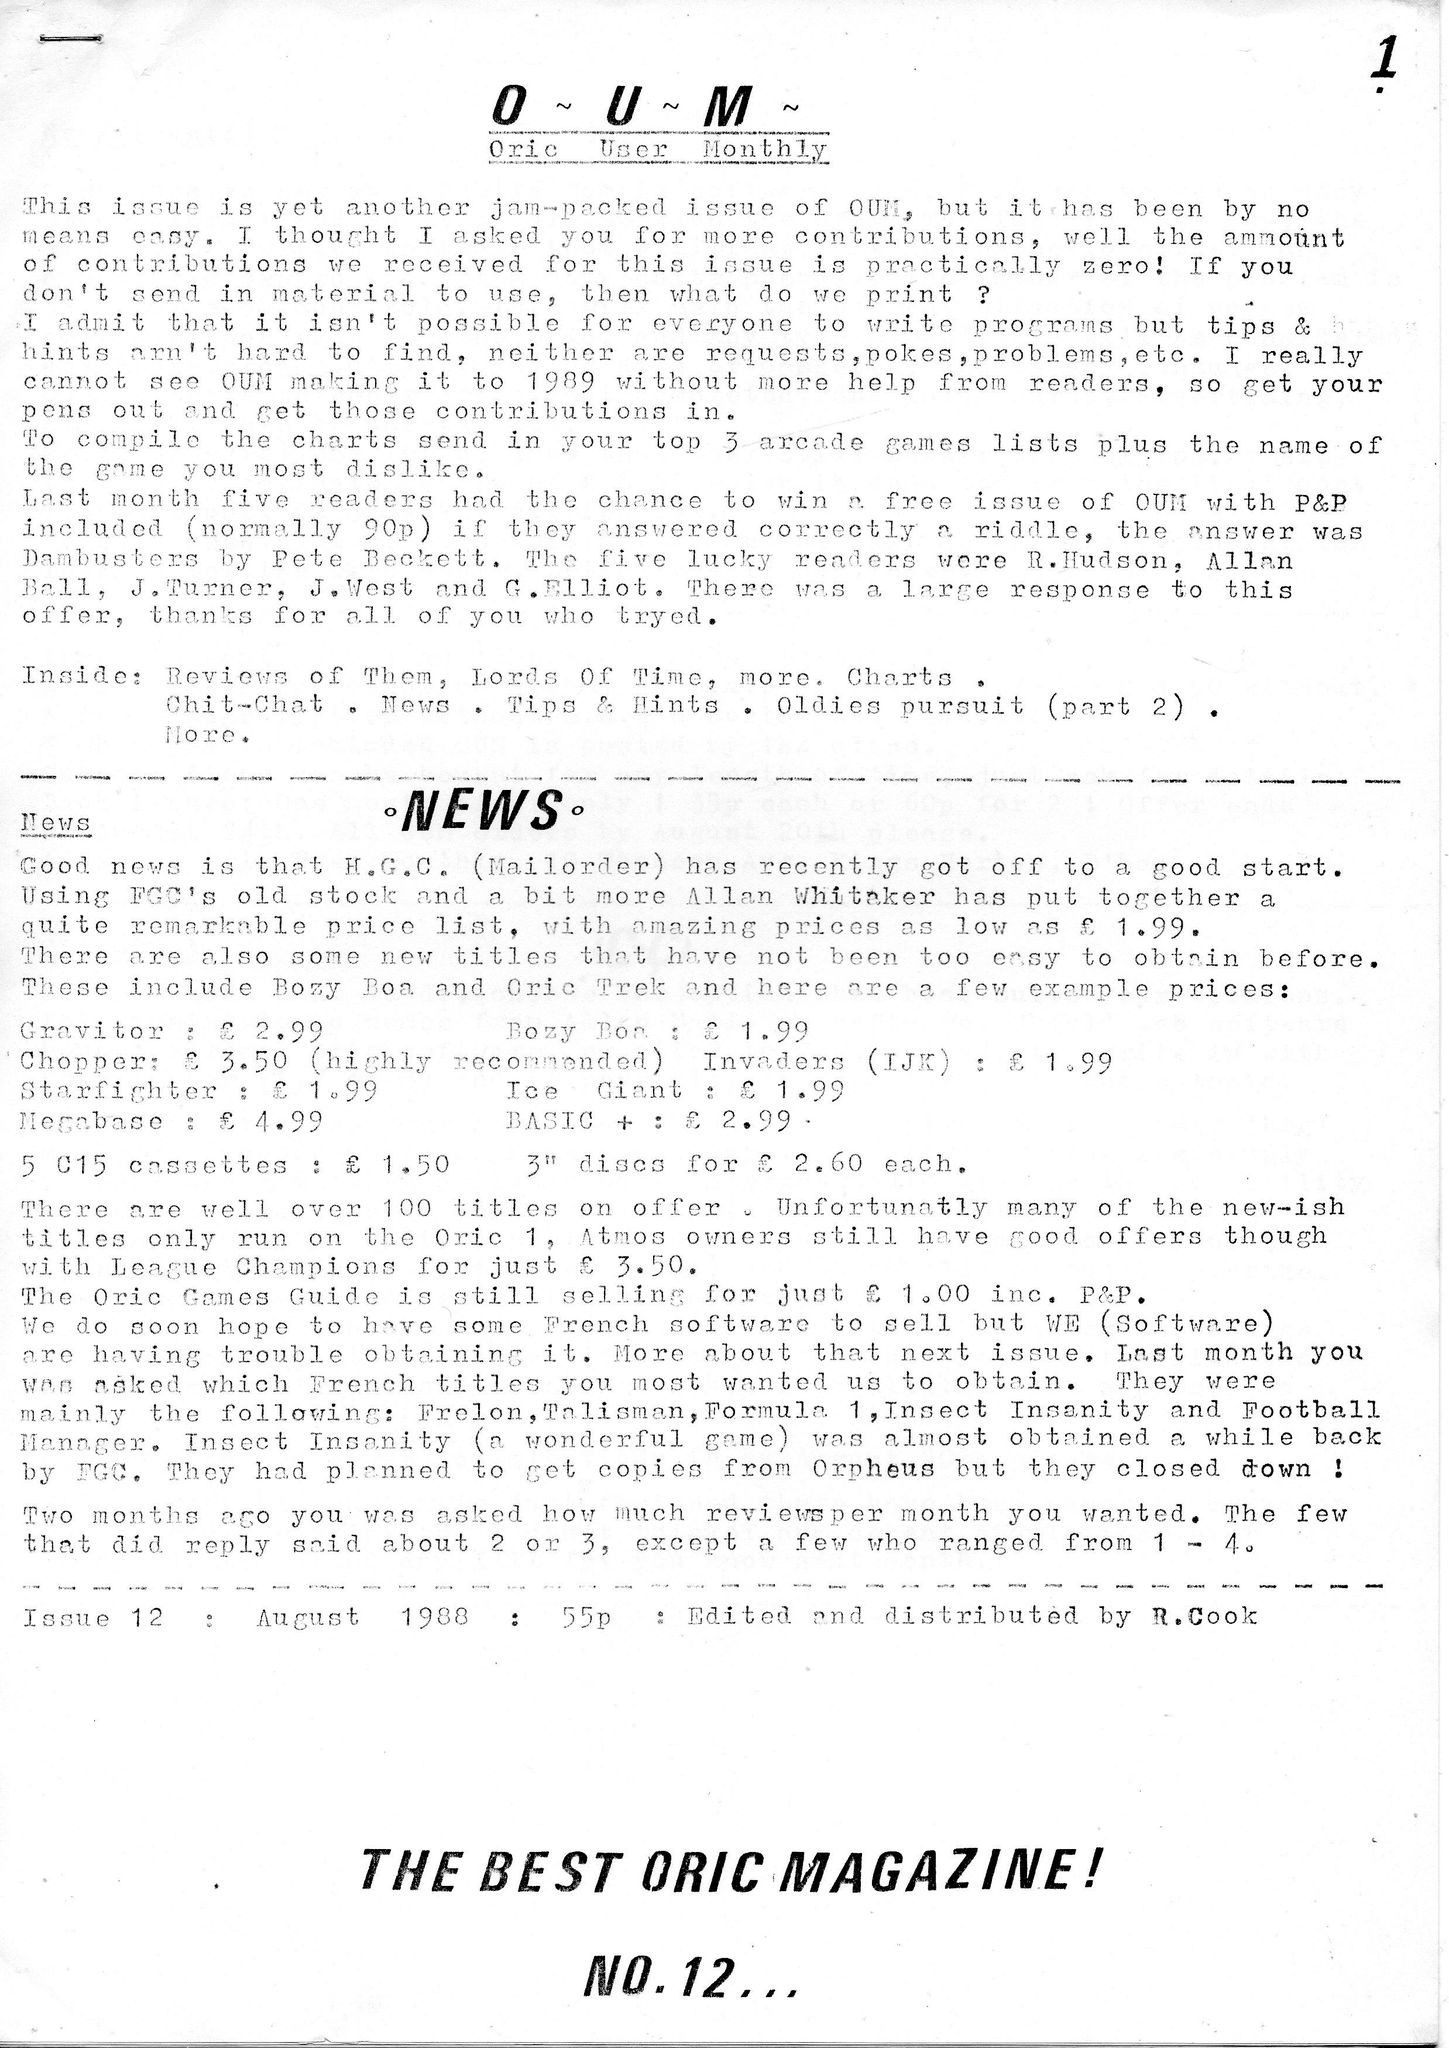 1
O ~ U ~ M ~
Oric User Monthly
This issue is yet another jam-packed issue of OUM, but it has been by no
means easy. I thought I asked you for more contributions, well the ammount
of contributions we received for this issue is practically zero! If you
don't send in material to use, then what do we print ?
I admit that it isn't possible for everyone to write programs but tips &
hints arn't hard to find, neither are requests,pokes,problems,etc. I really
cannot see OUM making it to 1989 without more help from readers, so get your
pens out and get those contributions in.
To compile the charts send in your top 3 arcade games lists plus the name of
the game you most dislike.
Last month five readers had the chance to win a free issue of OUM with P&P
included (normally 90p) if they answered correctly a riddle, the answer was
Dambusters by Pete Beckett. The five lucky readers were R.Hudson, Allan
Ball, J.Turner, J.West and G.Elliot. There was a large response to this
offer, thanks for all of you who tryed.
Inside: Reviews of Them, Lords Of Time, more. Charts .
Chit-Chat . News . Tips & Hints . Oldies pursuit (part 2) .
More.
°NEWS°
News
Good news is that H.G.C. (Mailorder) has recently got off to a good start.
Using FGC's old stock and a bit more Allan Whitaker has put together a
quite remarkable price list, with amazing prices as low as £ 1.99.
There are also some new titles that have not been too easy to obtain before.
These include Bozy Boa and Oric Trek and here are a few example prices:
Gravitor : £ 2.99 Bozy Boa : £ 1.99
Chopper: £ 3.50 (highly recommended) Invaders (IJK) : £ 1.99
Starfighter : £ 1.99 Ice Giant : £ 1.99
Megabase : £ 4.99 BASIC + : £ 2.99
5 C15 cassettes : £ 1.50 3" discs for £ 2.60 each.
There are well over 100 titles on offer . Unfortunatly many of the new-ish
titles only run on the Oric 1, Atmos owners still have good offers though
with League Champions for just £ 3.50.
The Oric Games Guide is still selling for just £ 1.00 inc. P&P.
We do soon hope to have some French software to sell but WE (Software)
are having trouble obtaining it. More about that next issue. Last month you
was asked which French titles you most wanted us to obtain. They were
mainly the following: Frelon,Talisman,Formula 1,Insect Insanity and Football
Manager. Insect Insanity (a wonderful game) was almost obtained a while back
by FGC. They had planned to get copies from Orpheus but they closed down !
Two months ago you was asked how much reviewsper month you wanted. The few
that did reply said about 2 or 3, except a few who ranged from 1 - 4.
Issue 12 : August 1988 : 55p : Edited and distributed by R.Cook
THE BEST ORIC MAGAZINE!
NO.12...